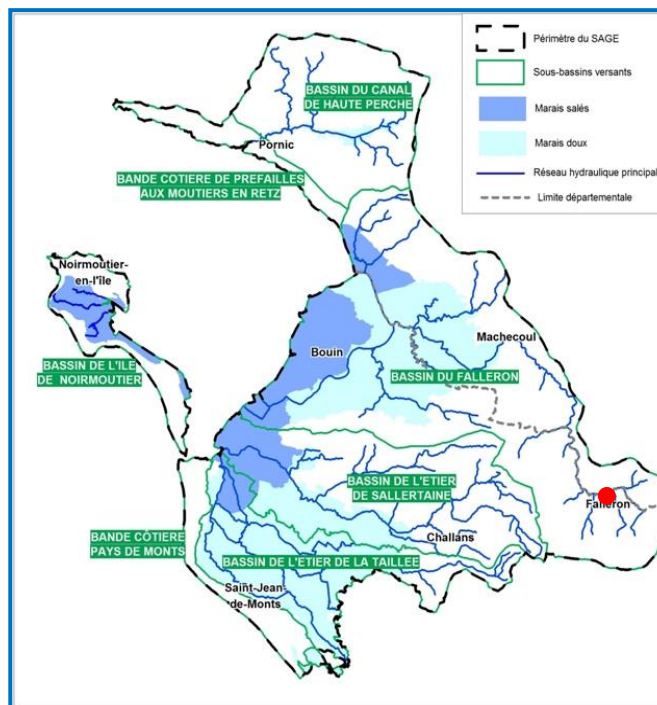 Périmètre du SAGE
Sous-bassins versants
Marais salés
Marais doux
Réseau hydraulique principal
Limite départementale
BASSIN DU CANAL
DE HAUTE PERCHE
Pornic
BANDE COTIERE DE PREFAILLES
AUX MOUTIERS EN RETZ
Noirmoutier-
en-l'île
BASSIN DE L'ILE
DE NOIRMOUTIER
Bouin
Machecoul
BASSIN DU FALLERON
Falleron
BASSIN DE L'ETIER
DE SALLERTAINE
Challans
BANDE CÔTIERE
PAYS DE MONTS
BASSIN DE L'ETIER DE LA TAILLEE
Saint-Jean-
de-Monts